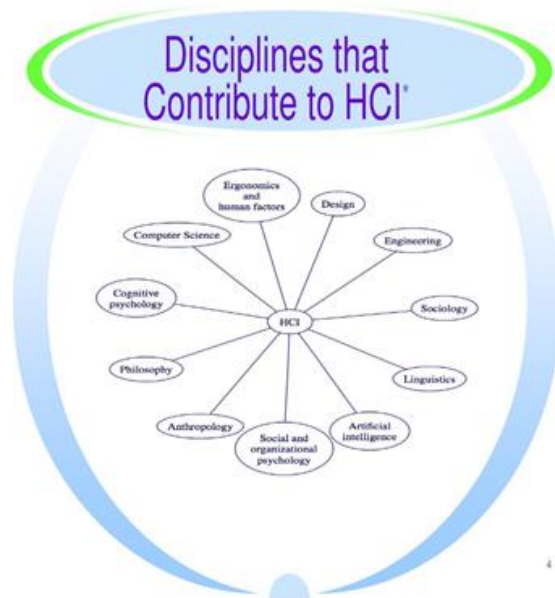 Disciplines that
Contribute to HCI*
Ergonomics
and
human factors
Design
Computer Science
Engineering
Cognitive
psychology
HCI
Sociology
Philosophy
Linguistics
Anthropology
Social and
organizational
psychology
Artificial
intelligence
4